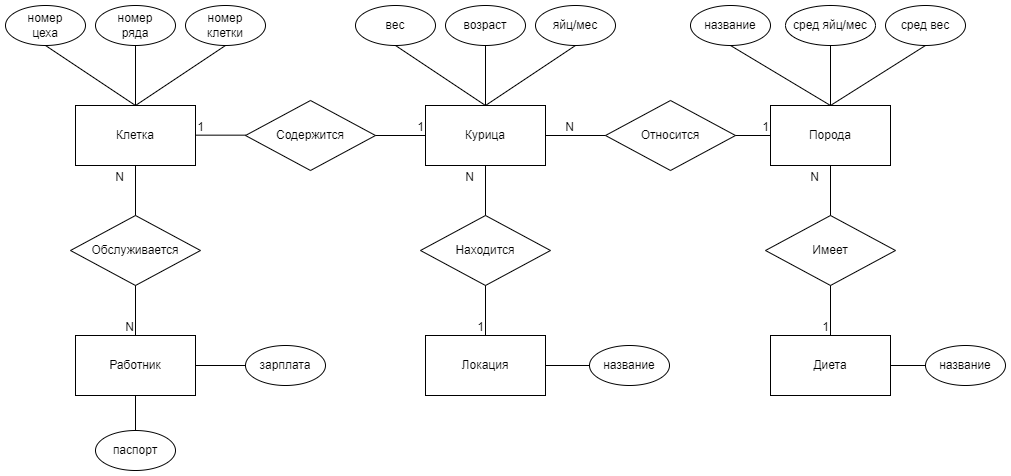 номер
цеха
номер
ряда
номер
клетки
вес
возраст
яйц/мес
название
сред яйц/мес
сред вес
Клетка
1
Содержится
1
Курица
N
Относится
1
Порода
N
N
N
Обслуживается
Находится
Имеет
N
1
1
Работник
зарплата
Локация
название
Диета
название
паспорт